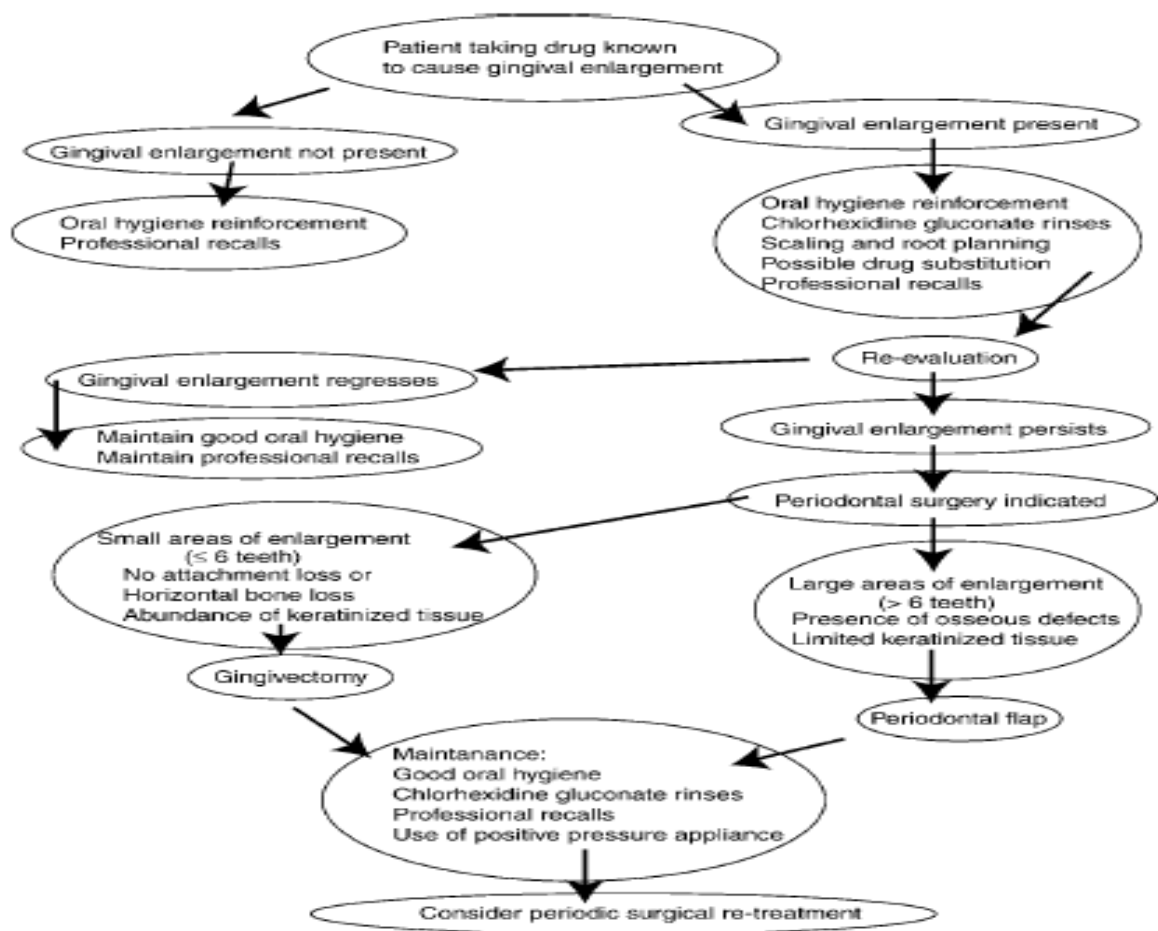 Patient taking drug known
to cause gingival enlargement
Gingival enlargement present
Gingival enlargement not present
Oral hygiene reinforcement
Professional recalls
Oral hygiene reinforcement
Chlorhexidine gluconate rinses
Scaling and root planning
Possible drug substitution
Professional recalls
Re-evaluation
Gingival enlargement regresses
Maintain good oral hygiene
Maintain professional recalls
Gingival enlargement persists
Periodontal surgery indicated
Small areas of enlargement
(≤ 6 teeth)
No attachment loss or
Horizontal bone loss
Abundance of keratinized tissue
Large areas of enlargement
(> 6 teeth)
Presence of osseous defects
Limited keratinized tissue
Gingivectomy
Periodontal flap
Maintanance:
Good oral hygiene
Chlorhexidine gluconate rinses
Professional recalls
Use of positive pressure appliance
Consider periodic surgical re-treatment